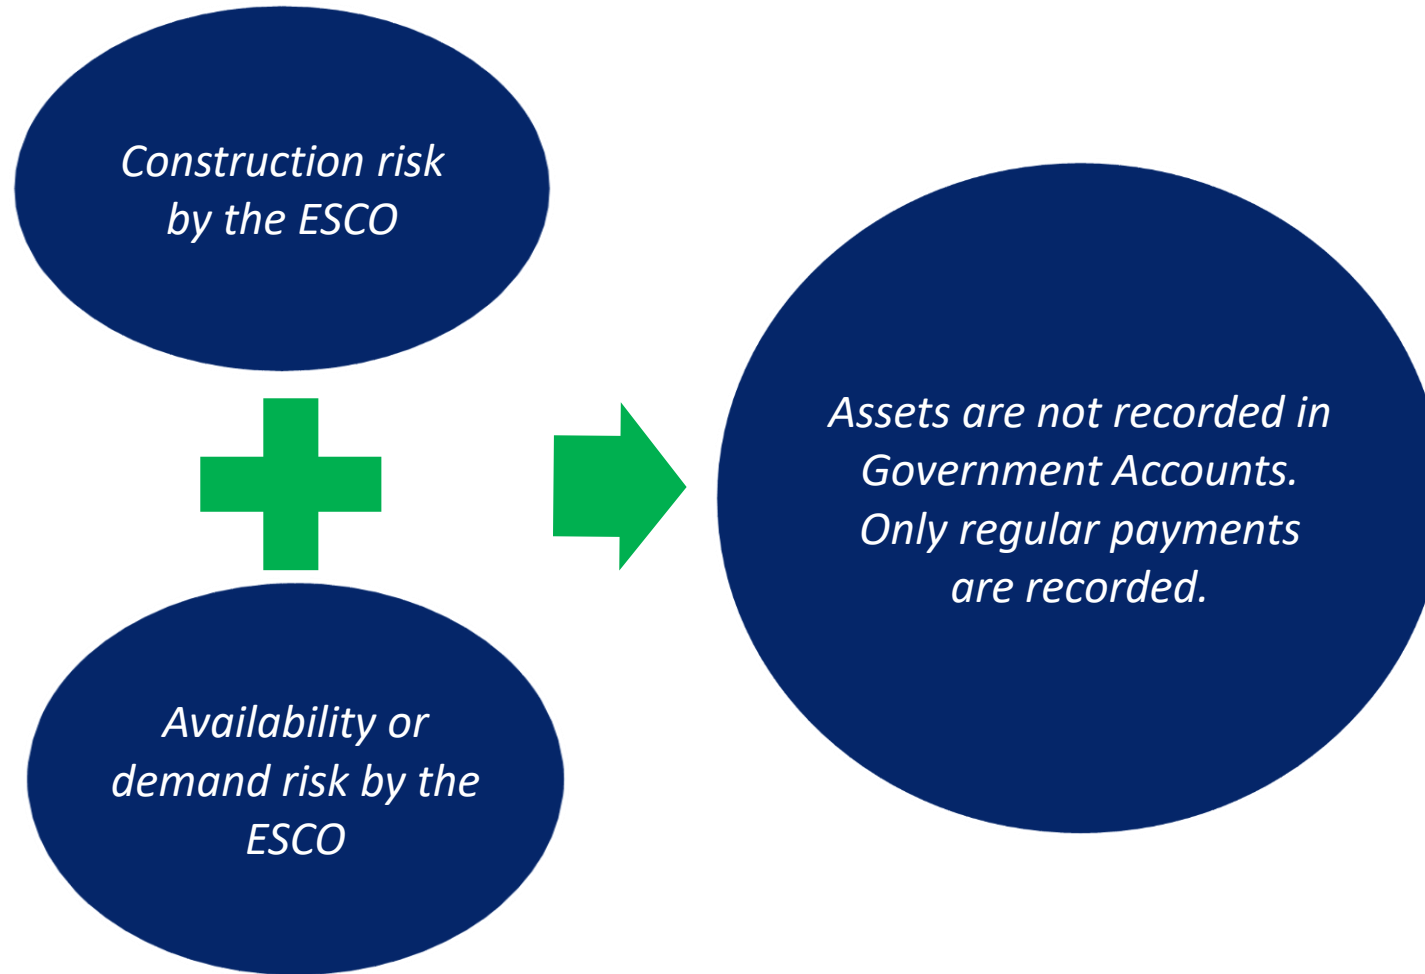 Construction risk
by the ESCO
Availability or
demand risk by the
ESCO
Assets are not recorded in
Government Accounts.
Only regular payments
are recorded.